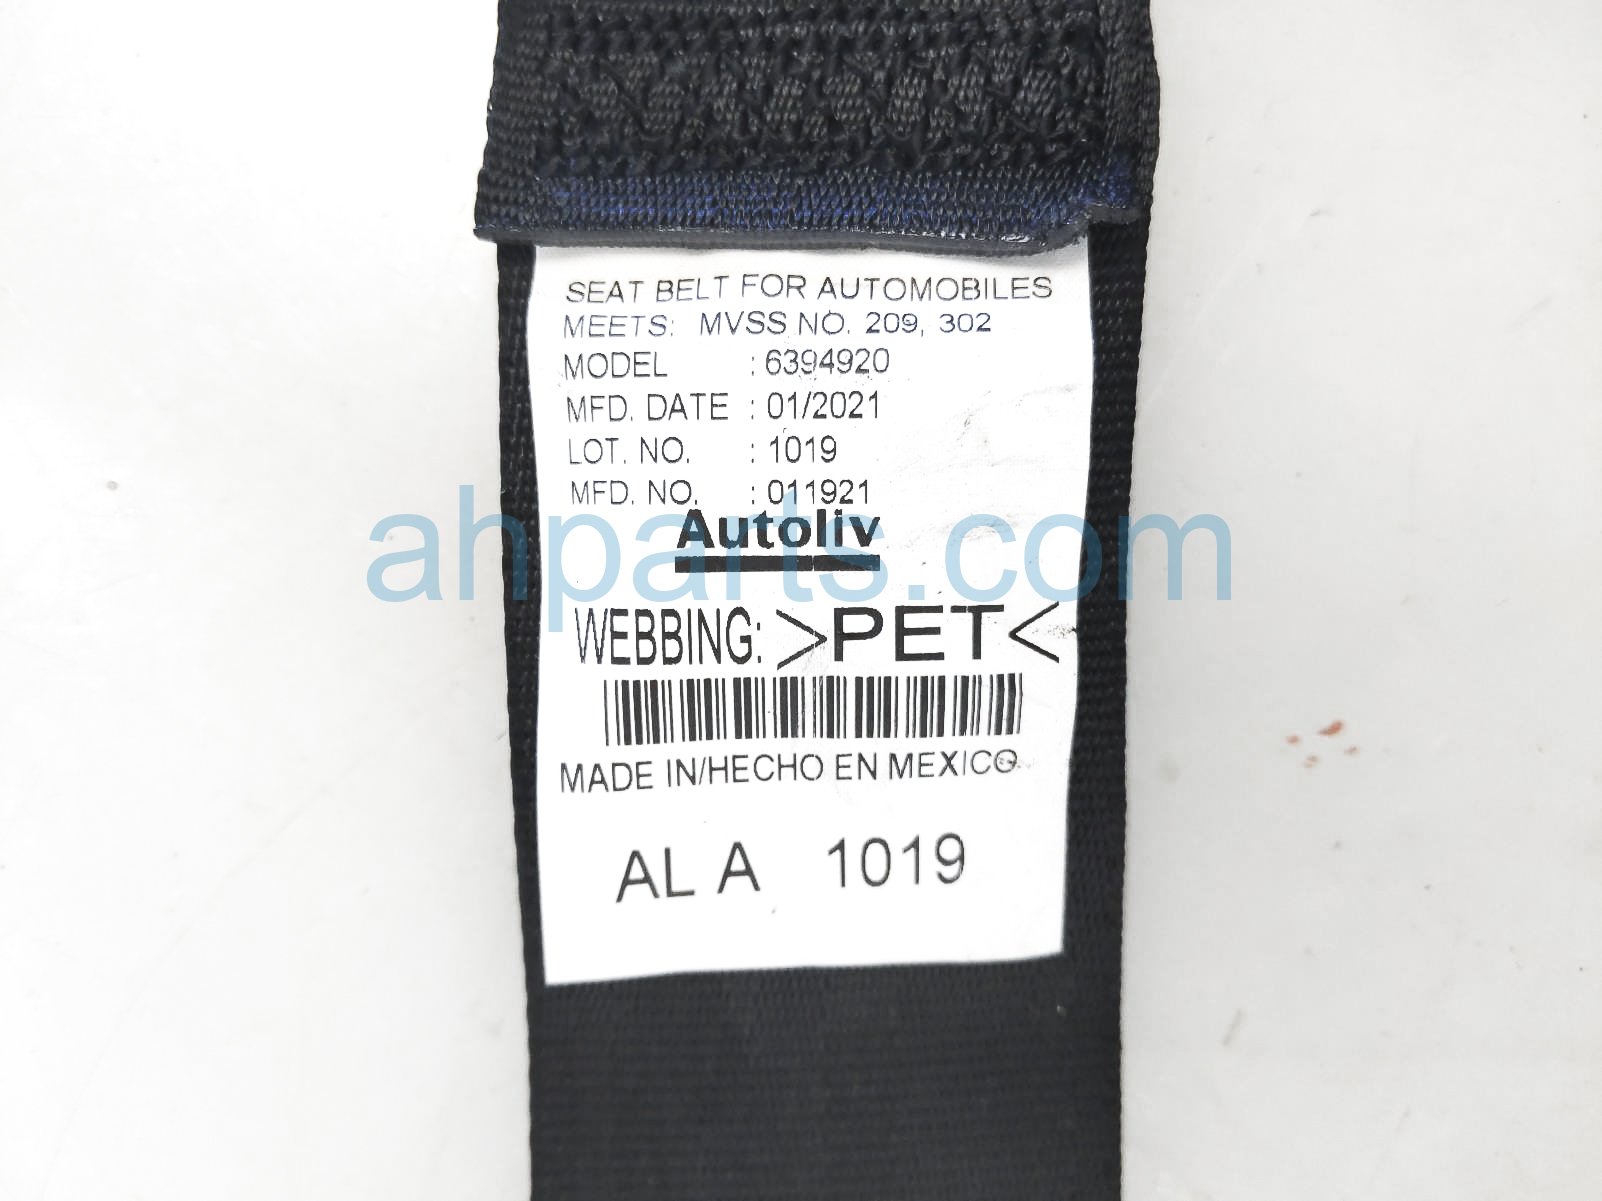 SEAT BELT FOR AUTOMOBILES
MEETS: MVSS NO. 209, 302
MODEL : 6394920
MFD. DATE : 01/2021
LOT. NO. : 1019
MFD. NO. : 011921
Autoliv
ahparts.com
WEBBING: >PET<
MADE IN/HECHO EN MEXICO
AL A 1019